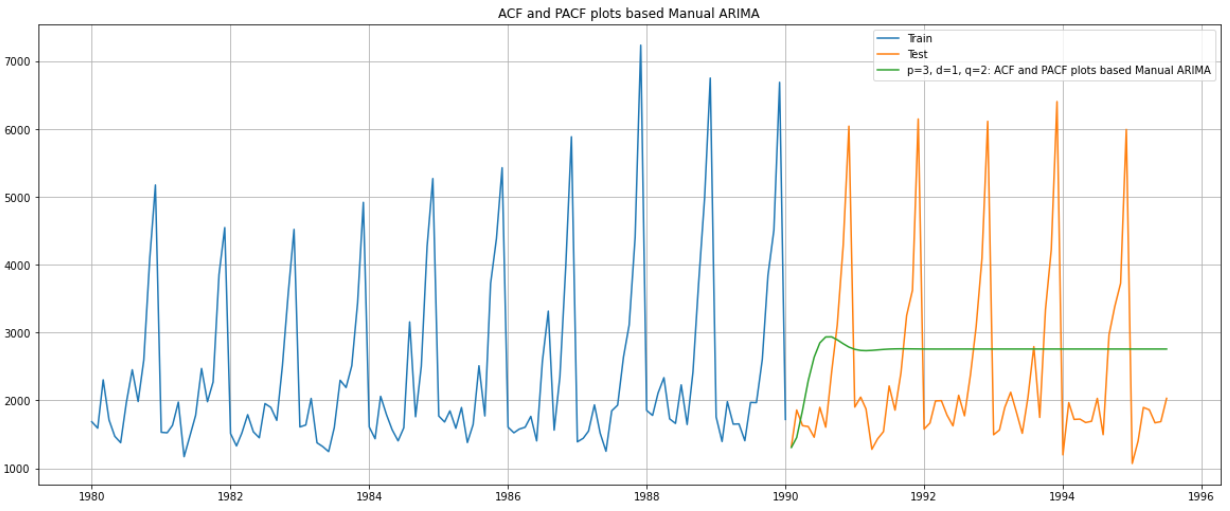 ACF and PACF plots based Manual ARIMA
Train
Test
p=3, d=1, q=2: ACF and PACF plots based Manual ARIMA
7000
6000
5000
4000
3000
2000
1000
1980 1982 1984 1986 1988 1990 1992 1994 1996